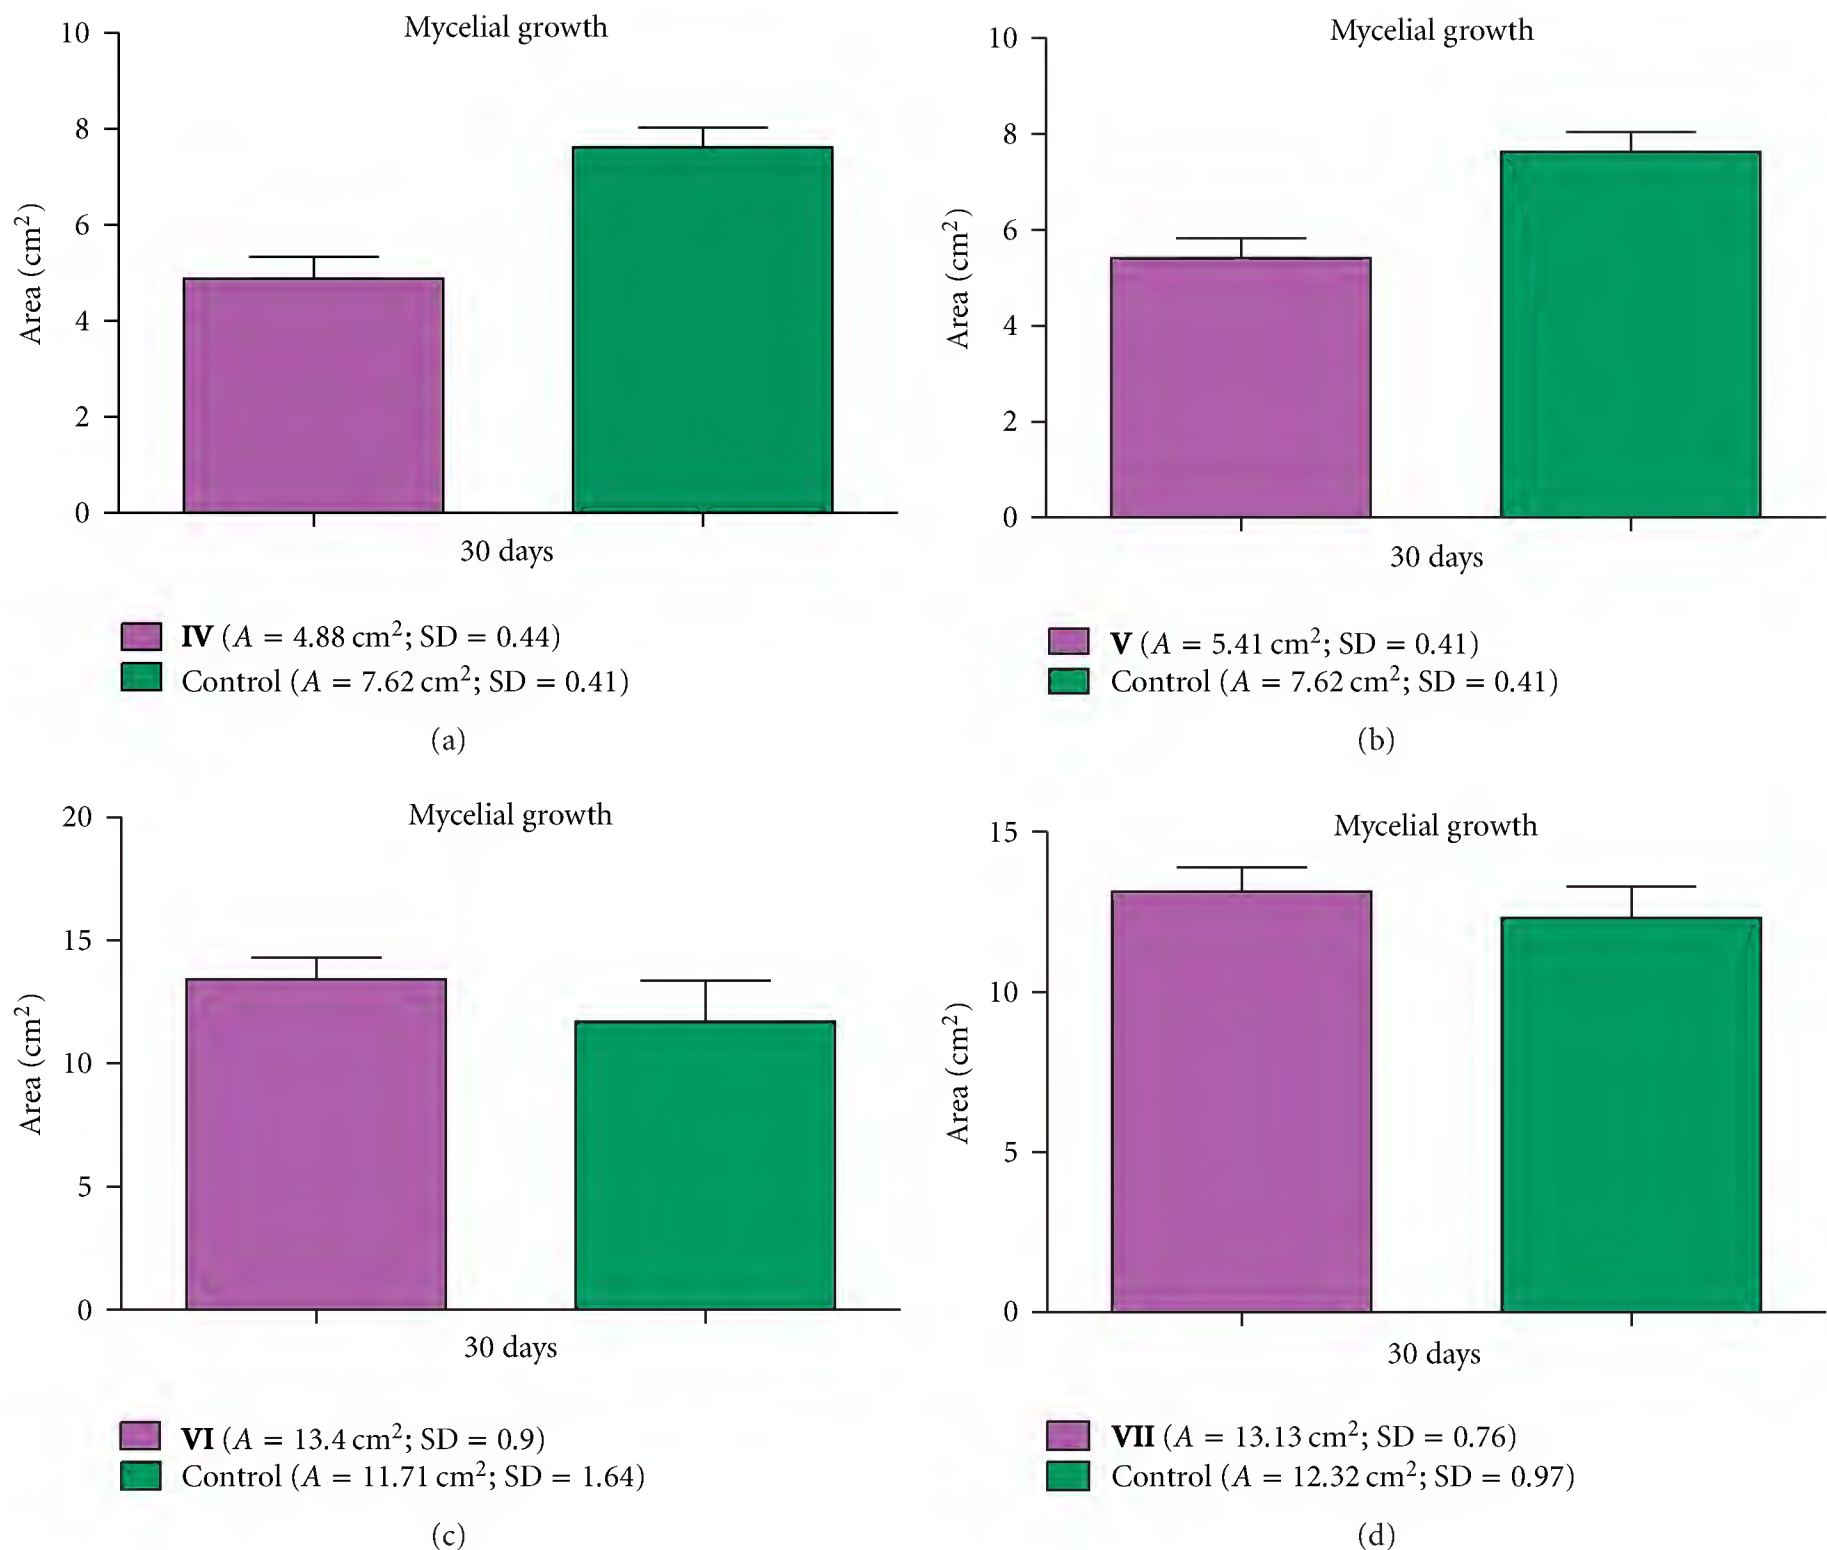 Mycelial growth
10
8
6
4
2
0
Area (cm²)
30 days
IV (A = 4.88 cm²; SD = 0.44)
Control (A = 7.62 cm²; SD = 0.41)
(a)
Mycelial growth
10
8
6
4
2
0
Area (cm²)
30 days
V (A = 5.41 cm²; SD = 0.41)
Control (A = 7.62 cm²; SD = 0.41)
(b)
Mycelial growth
20
15
10
5
0
Area (cm²)
30 days
VI (A = 13.4 cm²; SD = 0.9)
Control (A = 11.71 cm²; SD = 1.64)
(c)
Mycelial growth
15
10
5
0
Area (cm²)
30 days
VII (A = 13.13 cm²; SD = 0.76)
Control (A = 12.32 cm²; SD = 0.97)
(d)